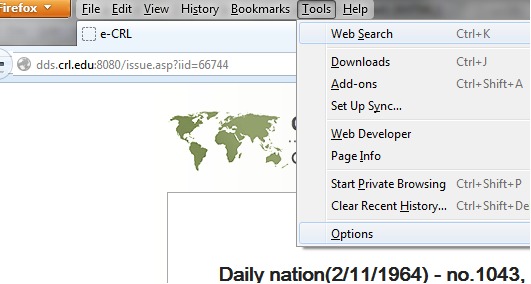 Firefox File Edit View History Bookmarks Tools Help
e-CRL
Web Search Ctrl+K
dds.crl.edu:8080/issue.asp?iid=66744
Downloads Ctrl+J
Add-ons Ctrl+Shift+A
Set Up Sync...
Web Developer
Page Info
Start Private Browsing Ctrl+Shift+P
Clear Recent History... Ctrl+Shift+De
Options
Daily nation(2/11/1964) - no.1043,